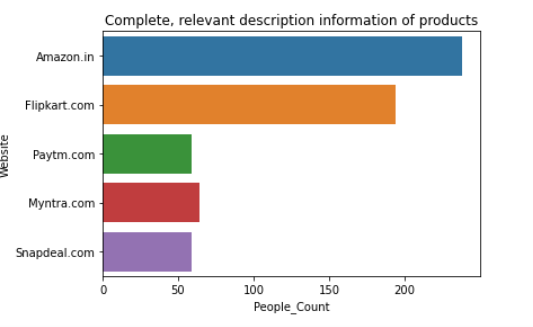 Complete, relevant description information of products
Amazon.in
Flipkart.com
Paytm.com
Myntra.com
Snapdeal.com
Website
0 50 100 150 200
People_Count